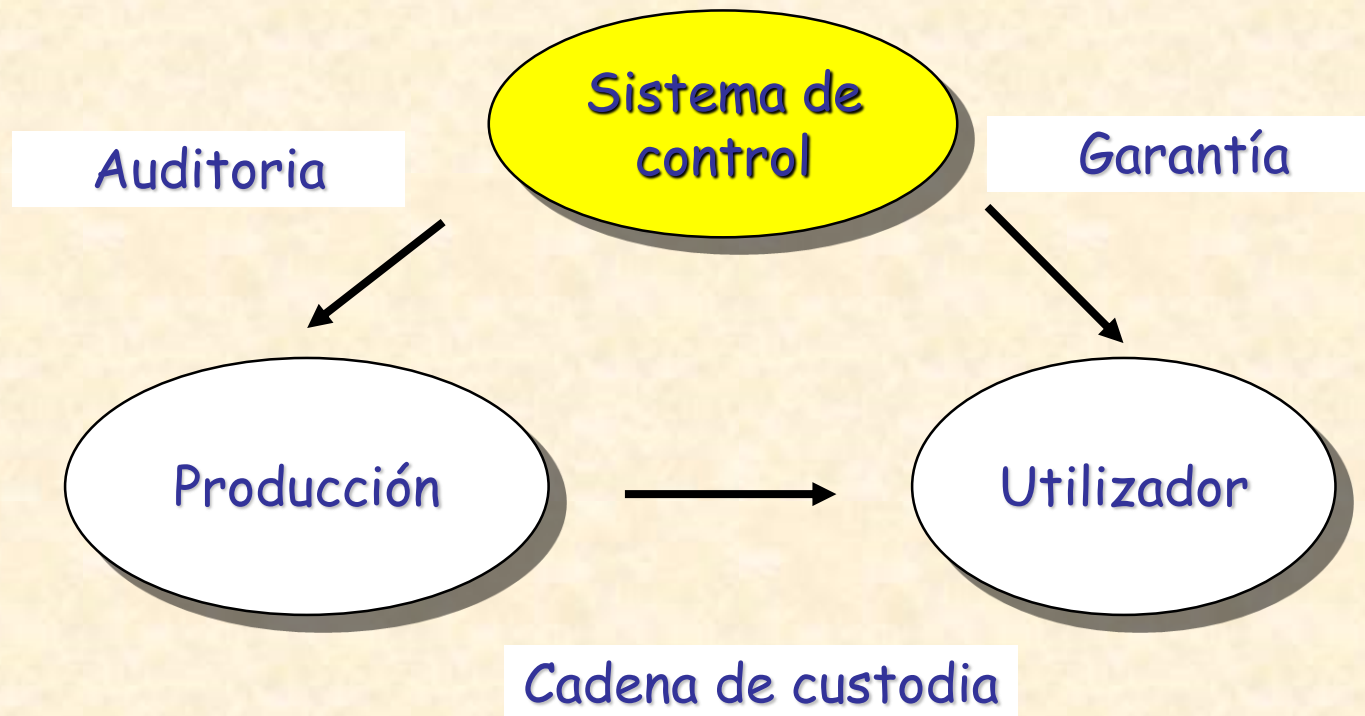 Sistema de
control
Auditoria
Garantía
Producción
Utilizador
Cadena de custodia